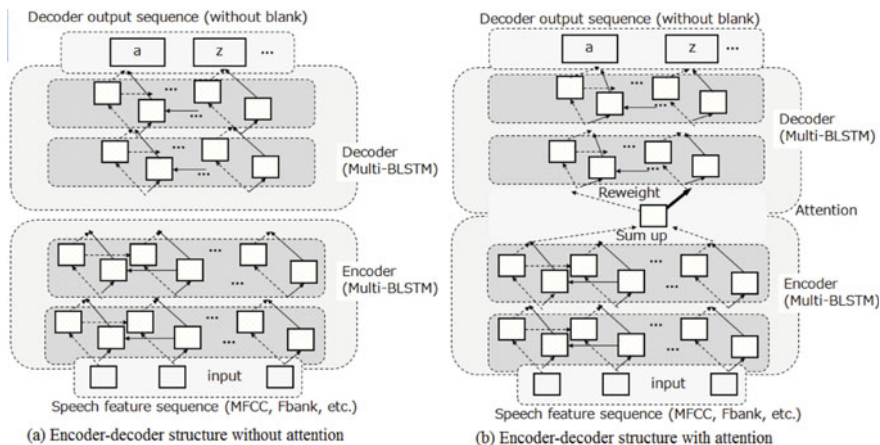 Decoder output sequence (without blank)
a z ...
...
...
Decoder
(Multi-BLSTM)
...
...
...
Encoder
(Multi-BLSTM)
...
...
...
input
Speech feature sequence (MFCC, Fbank, etc.)
(a) Encoder-decoder structure without attention
Decoder output sequence (without blank)
a z ...
...
...
Decoder
(Multi-BLSTM)
...
...
Reweight
Attention
Sum up
...
...
Encoder
(Multi-BLSTM)
...
...
input
Speech feature sequence (MFCC, Fbank, etc.)
(b) Encoder-decoder structure with attention